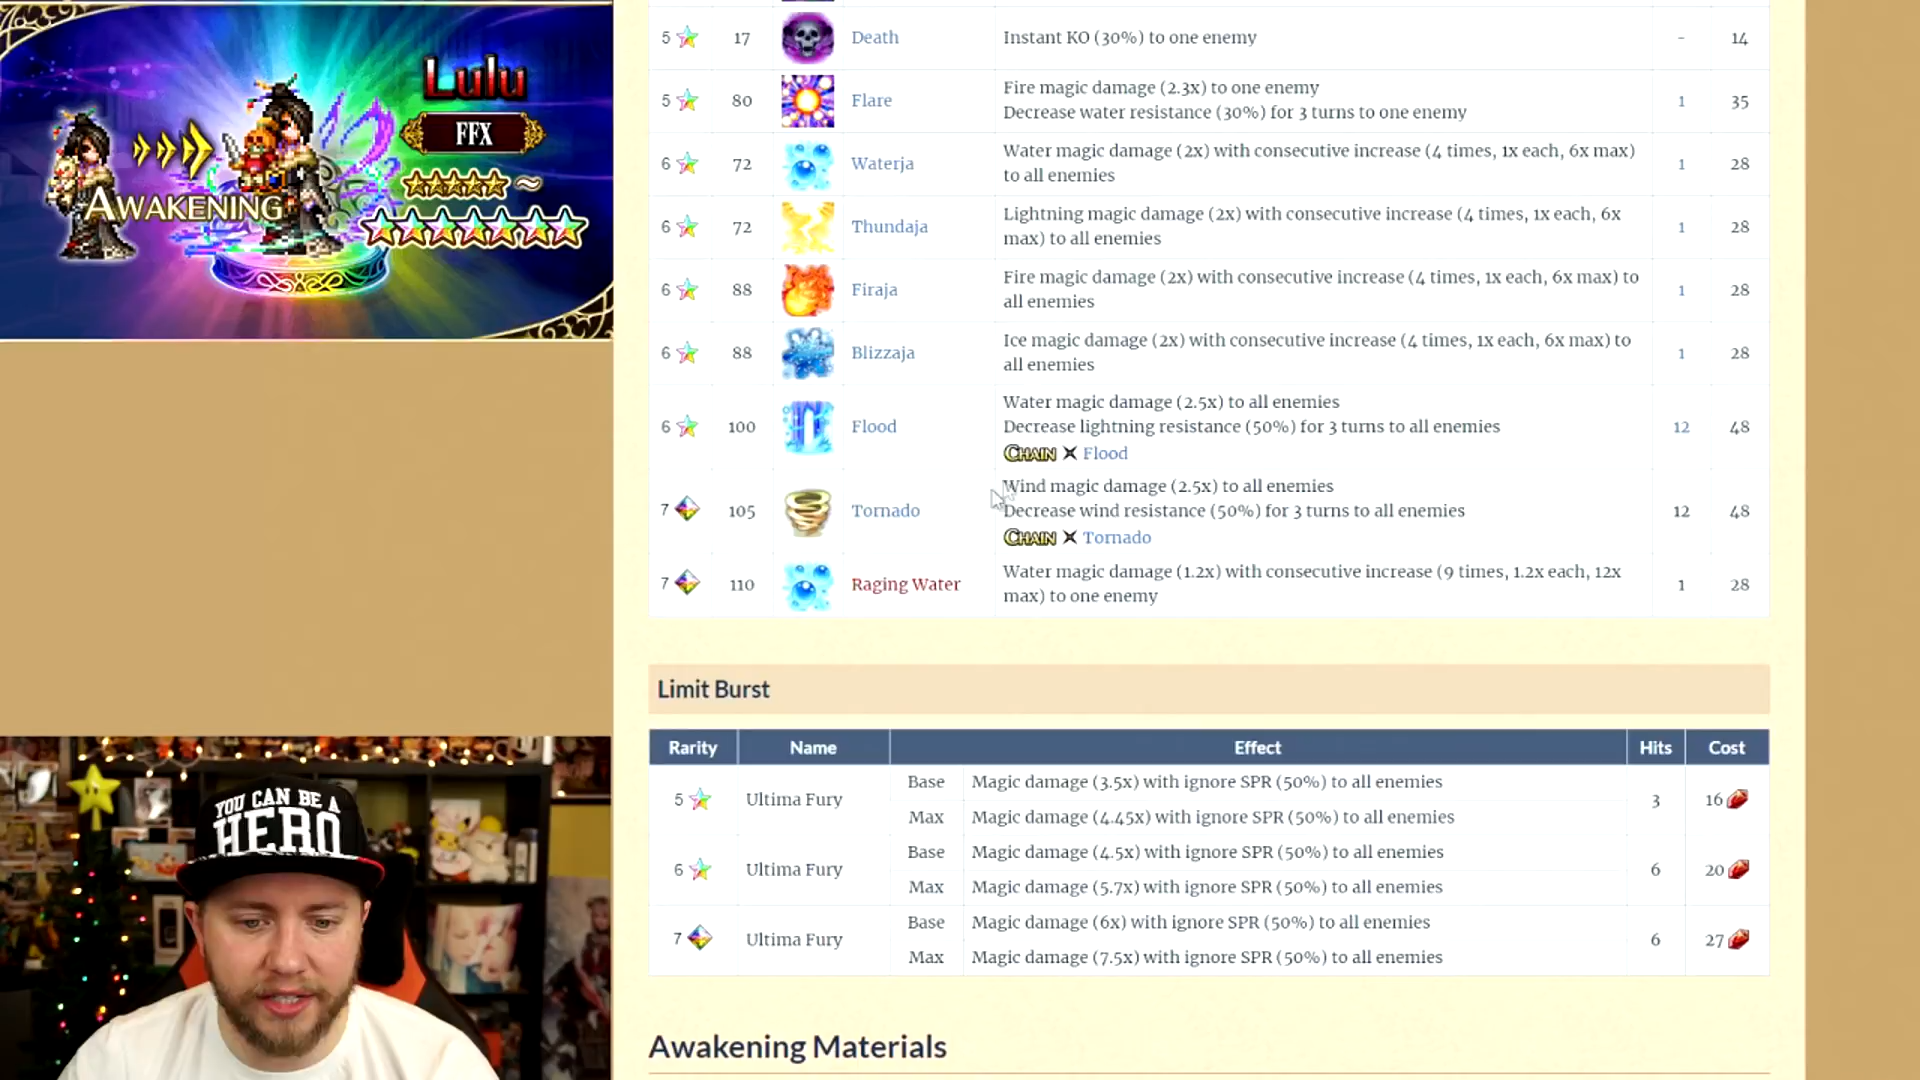 Lulu
FFX
AWAKENING
5 17 Death Instant KO (30%) to one enemy - 14
5 80 Flare Fire magic damage (2.3x) to one enemy
Decrease water resistance (30%) for 3 turns to one enemy 1 35
6 72 Waterja Water magic damage (2x) with consecutive increase (4 times, 1x each, 6x max)
to all enemies 1 28
6 72 Thundaja Lightning magic damage (2x) with consecutive increase (4 times, 1x each, 6x
max) to all enemies 1 28
6 88 Firaja Fire magic damage (2x) with consecutive increase (4 times, 1x each, 6x max) to
all enemies 1 28
6 88 Blizzaja Ice magic damage (2x) with consecutive increase (4 times, 1x each, 6x max) to
all enemies 1 28
6 100 Flood Water magic damage (2.5x) to all enemies
Decrease lightning resistance (50%) for 3 turns to all enemies 12 48
CHAIN Flood
7 105 Tornado Wind magic damage (2.5x) to all enemies
Decrease wind resistance (50%) for 3 turns to all enemies 12 48
CHAIN Tornado
7 110 Raging Water Water magic damage (1.2x) with consecutive increase (9 times, 1.2x each, 12x
max) to one enemy 1 28
Limit Burst
Rarity Name Effect Hits Cost
5 Ultima Fury Base Magic damage (3.5x) with ignore SPR (50%) to all enemies 3 16
Max Magic damage (4.45x) with ignore SPR (50%) to all enemies
6 Ultima Fury Base Magic damage (4.5x) with ignore SPR (50%) to all enemies 6 20
Max Magic damage (5.7x) with ignore SPR (50%) to all enemies
7 Ultima Fury Base Magic damage (6x) with ignore SPR (50%) to all enemies 6 27
Max Magic damage (7.5x) with ignore SPR (50%) to all enemies
Awakening Materials
YOU CAN BE A
HERO